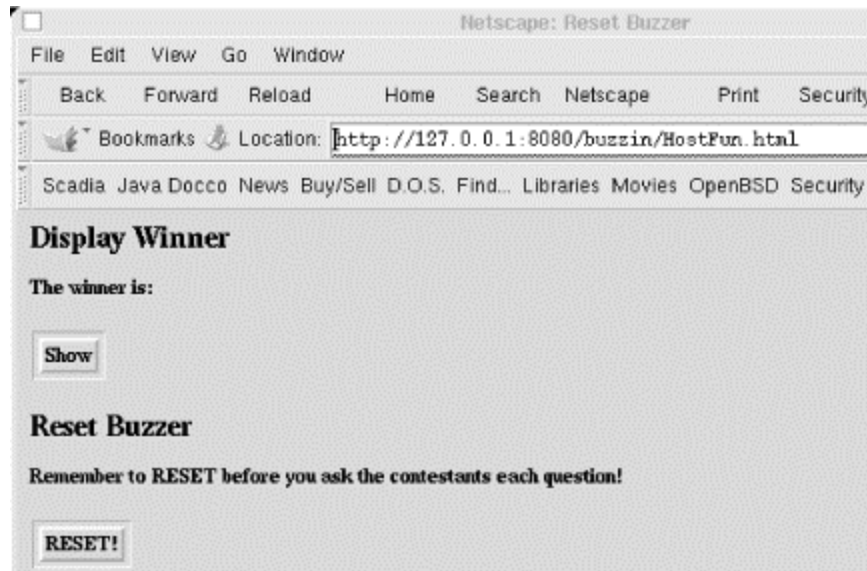 Netscape: Reset Buzzer
File Edit View Go Window
Back Forward Reload Home Search Netscape Print Security
Bookmarks Location: http://127.0.0.1:8080/buzzin/HostFun.html
Scadia Java Docco News Buy/Sell D.O.S. Find... Libraries Movies OpenBSD Security
Display Winner
The winner is:
Show
Reset Buzzer
Remember to RESET before you ask the contestants each question!
RESET!